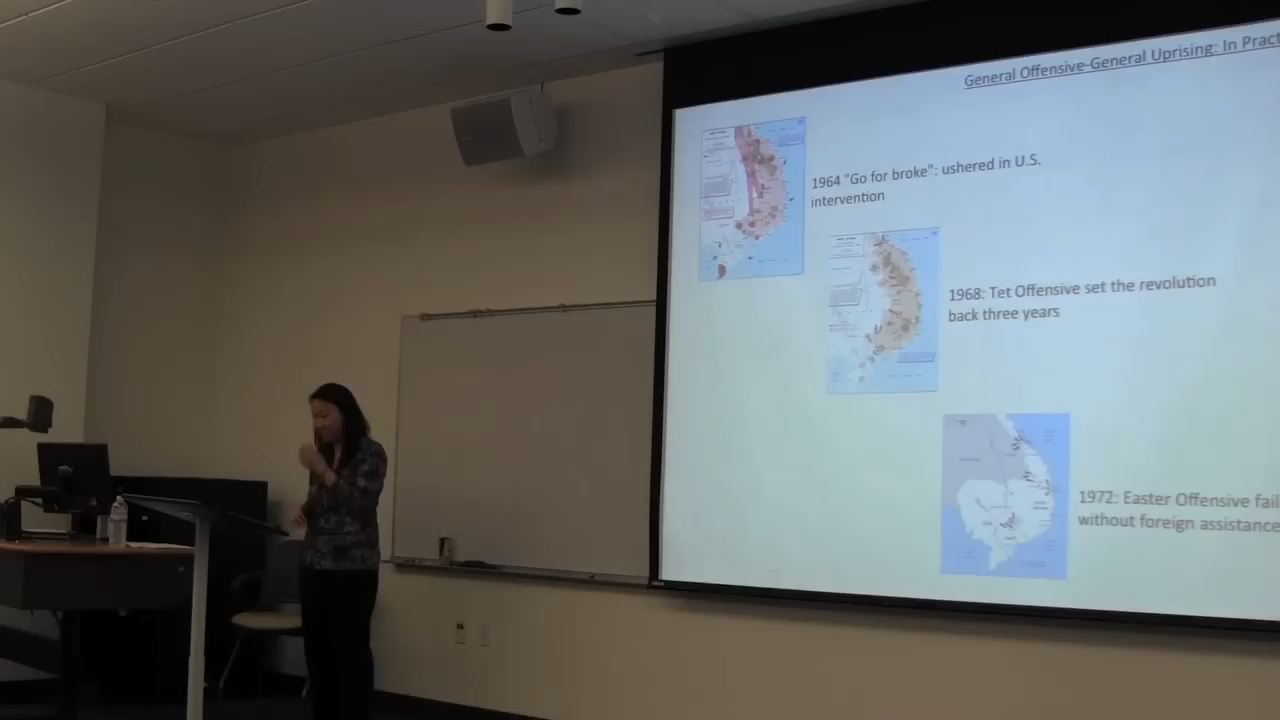 General Offensive-General Uprising: In Pract
1964 "Go for broke": ushered in U.S.
intervention
1968: Tet Offensive set the revolution
back three years
1972: Easter Offensive fail
without foreign assistance